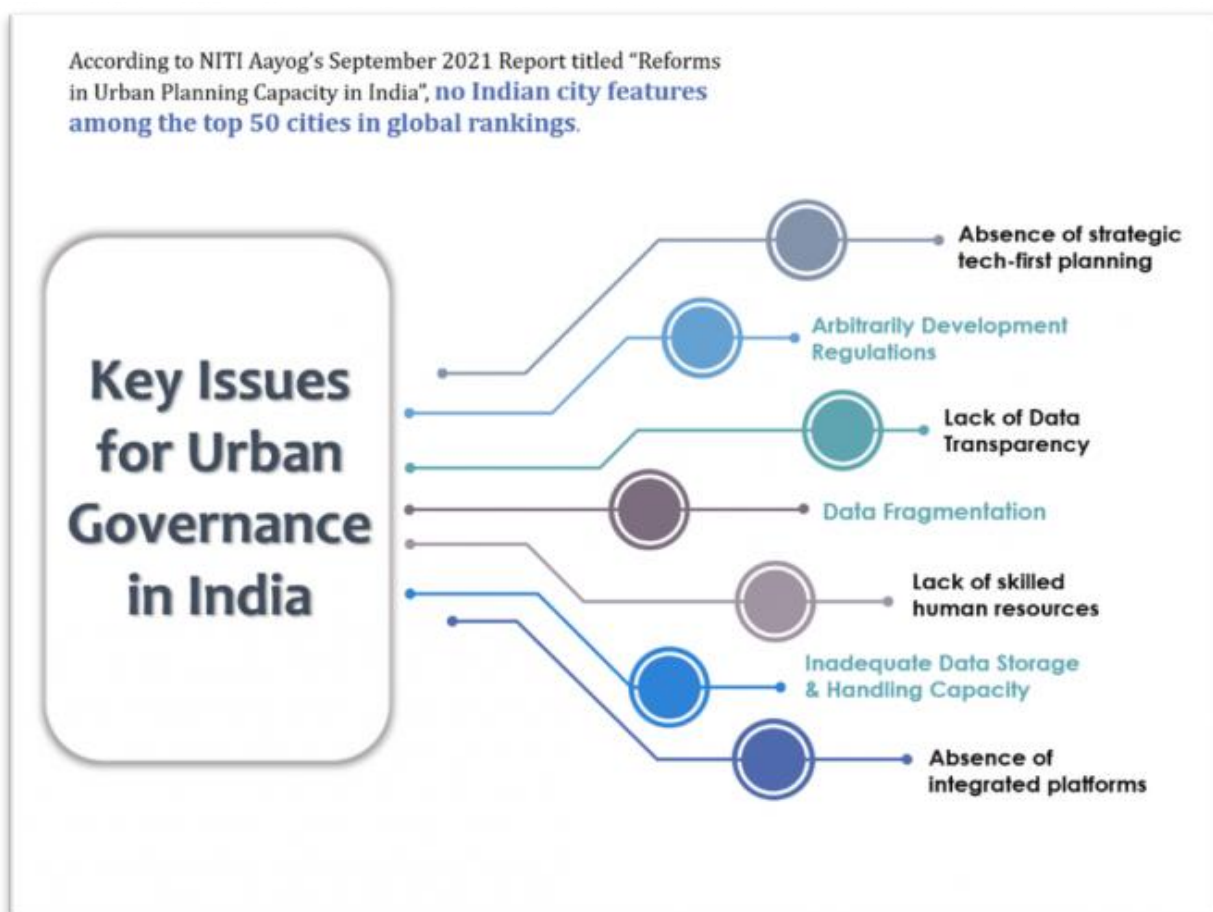 According to NITI Aayog's September 2021 Report titled "Reforms
in Urban Planning Capacity in India", no Indian city features
among the top 50 cities in global rankings.
Key Issues
for Urban
Governance
in India
Absence of strategic
tech-first planning
Arbitrarily Development
Regulations
Lack of Data
Transparency
Data Fragmentation
Lack of skilled
human resources
Inadequate Data Storage
& Handling Capacity
Absence of
integrated platforms